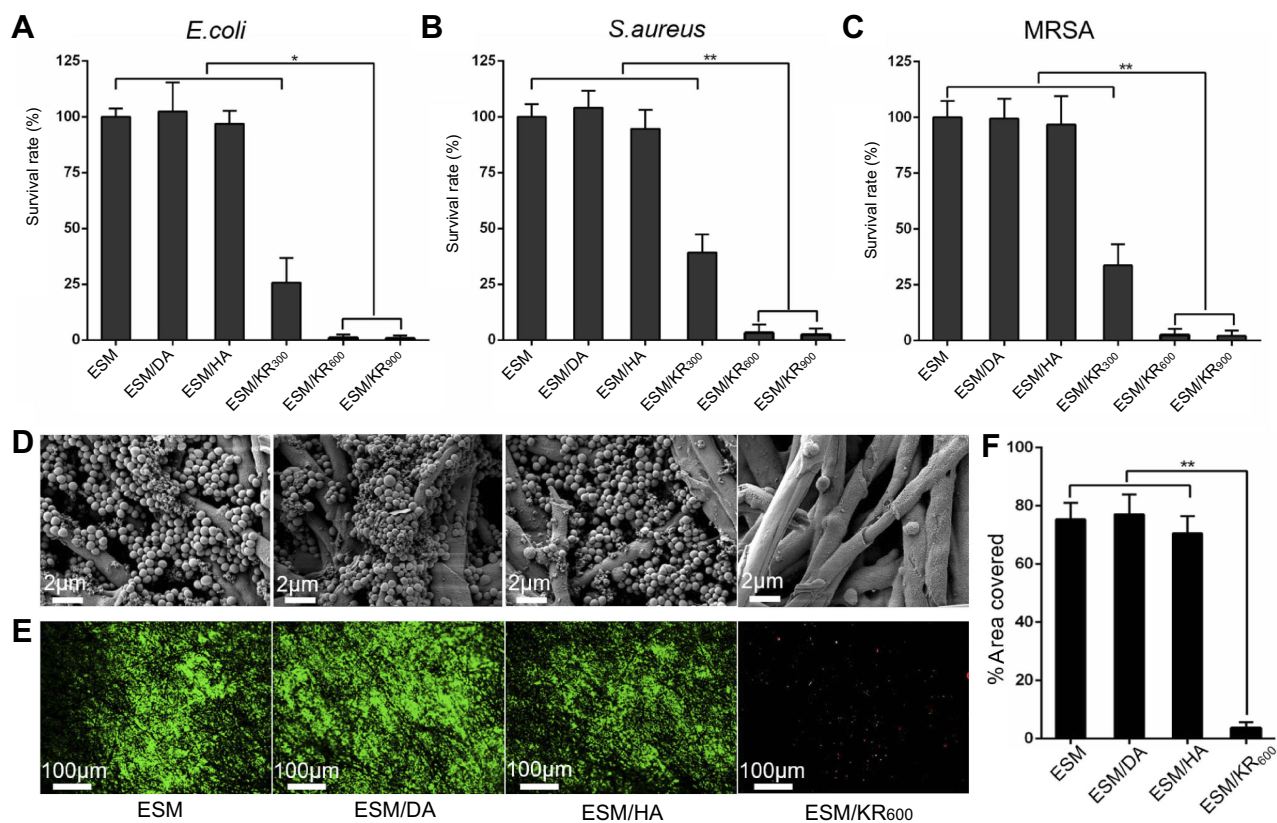 A
E.coli
*
125
100
75
50
25
0
Survival rate (%)
ESM
ESM/DA
ESM/HA
ESM/KR300
ESM/KR600
ESM/KR900
B
S.aureus
**
125
100
75
50
25
0
Survival rate (%)
ESM
ESM/DA
ESM/HA
ESM/KR300
ESM/KR600
ESM/KR900
C
MRSA
**
125
100
75
50
25
0
Survival rate (%)
ESM
ESM/DA
ESM/HA
ESM/KR300
ESM/KR600
ESM/KR900
D
2μm
2μm
2μm
2μm
E
100μm
100μm
100μm
100μm
ESM
ESM/DA
ESM/HA
ESM/KR600
F
**
100
80
60
40
20
0
% Area covered
ESM
ESM/DA
ESM/HA
ESM/KR600